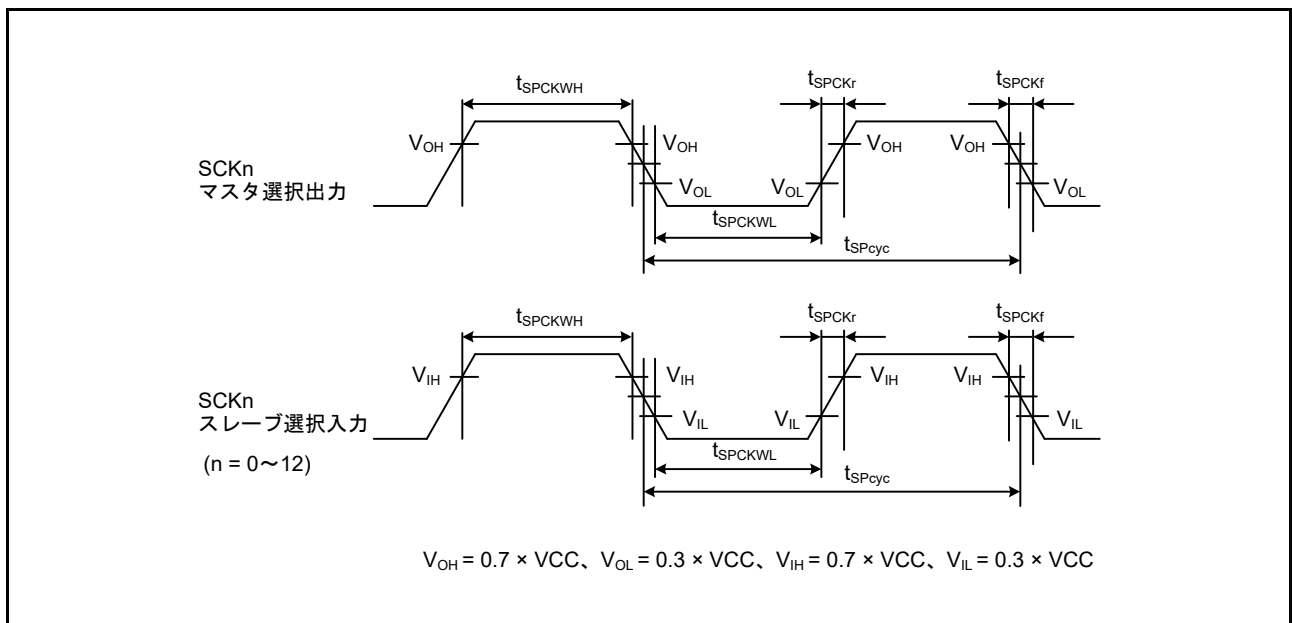 tSPCKWH
tSPCKr
tSPCKf
VOH
VOH
VOH
VOH
SCKn
マスタ選択出力
VOL
VOL
VOL
tSPCKWL
tSPcyc
tSPCKWH
tSPCKr
tSPCKf
VIH
VIH
VIH
VIH
SCKn
スレーブ選択入力
VIL
VIL
VIL
(n = 0～12)
tSPCKWL
tSPcyc
VOH = 0.7 × VCC、VOL = 0.3 × VCC、VIH = 0.7 × VCC、VIL = 0.3 × VCC